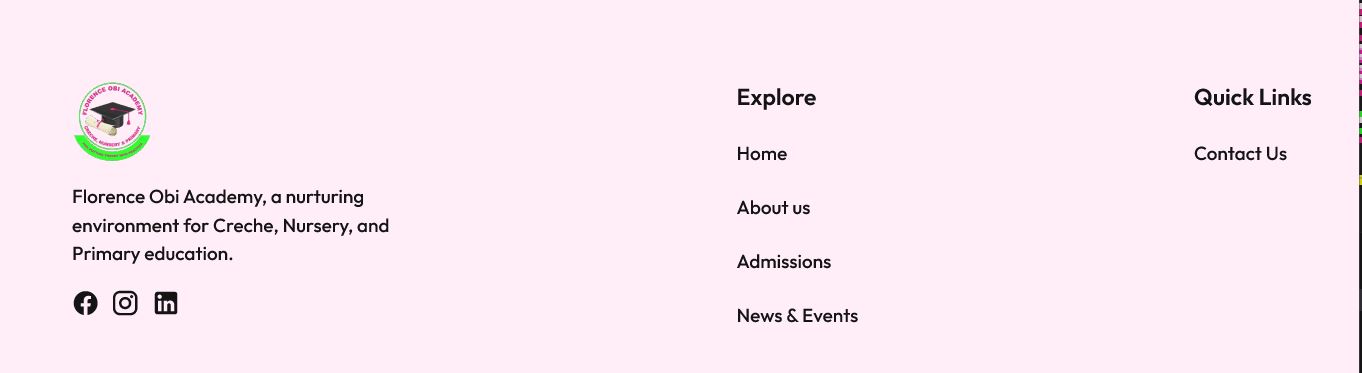 FLORENCE OBI ACADEMY
CRECHE, NURSERY & PRIMARY
Florence Obi Academy, a nurturing
environment for Creche, Nursery, and
Primary education.
Explore
Home
About us
Admissions
News & Events
Quick Links
Contact Us